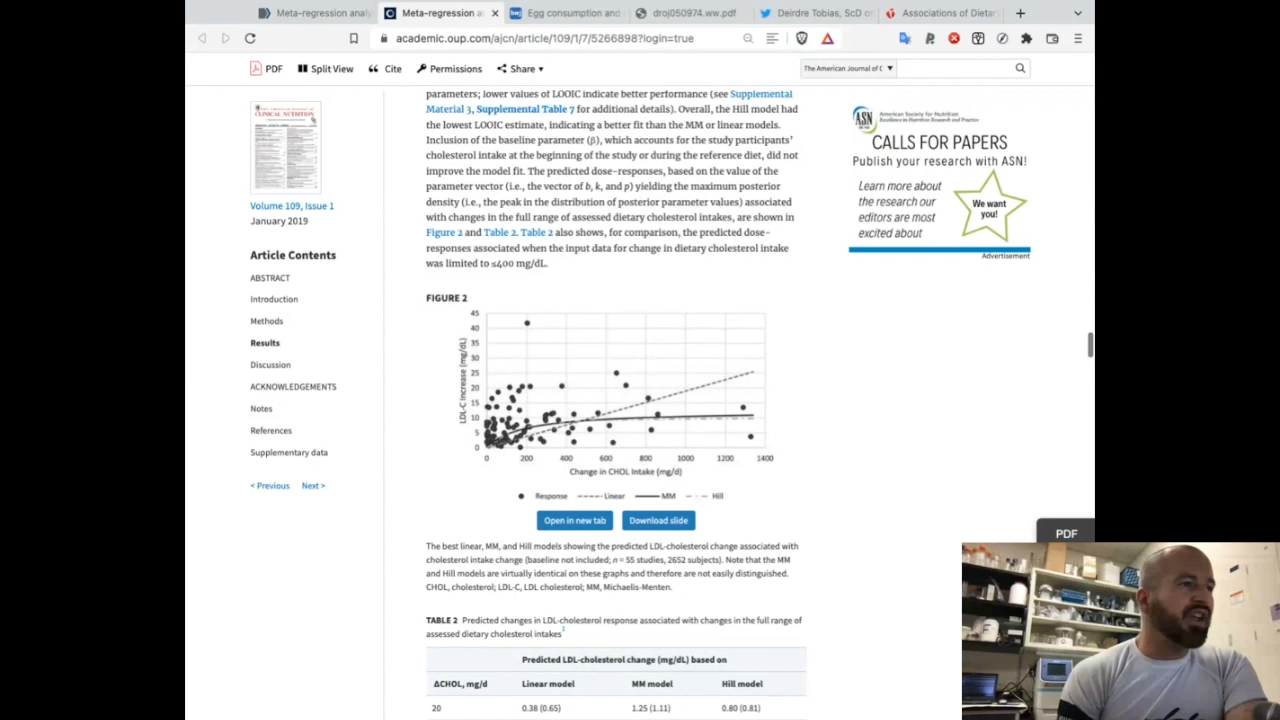 Meta-regression analy
Meta-regression a
Egg consumption and
droj050974.ww.pdf
Deirdre Tobias, ScD o
Associations of Dietar
academic.oup.com/ajcn/article/109/1/7/5266898?login=true
PDF
Split View
Cite
Permissions
Share
The American Journal of C
Volume 109, Issue 1
January 2019
Article Contents
ABSTRACT
Introduction
Methods
Results
Discussion
ACKNOWLEDGEMENTS
Notes
References
Supplementary data
< Previous Next >
parameters; lower values of LOOIC indicate better performance (see Supplemental
Material 3, Supplemental Table 7 for additional details). Overall, the Hill model had
the lowest LOOIC estimate, indicating a better fit than the MM or linear models.
Inclusion of the baseline parameter (β), which accounts for the study participants'
cholesterol intake at the beginning of the study or during the reference diet, did not
improve the model fit. The predicted dose-responses, based on the value of the
parameter vector (i.e., the vector of b, k, and p) yielding the maximum posterior
density (i.e., the peak in the distribution of posterior parameter values) associated
with changes in the full range of assessed dietary cholesterol intakes, are shown in
Figure 2 and Table 2. Table 2 also shows, for comparison, the predicted dose-
responses associated when the input data for change in dietary cholesterol intake
was limited to ≤400 mg/dL.
FIGURE 2
LDL-C Increase (mg/dL)
45
40
35
30
25
20
15
10
5
0
0 200 400 600 800 1000 1200 1400
Change in CHOL Intake (mg/d)
Response Linear MM Hill
Open in new tab Download slide
The best linear, MM, and Hill models showing the predicted LDL-cholesterol change associated with
cholesterol intake change (baseline not included; n = 55 studies, 2652 subjects). Note that the MM
and Hill models are virtually identical on these graphs and therefore are not easily distinguished.
CHOL, cholesterol; LDL-C, LDL cholesterol; MM, Michaelis-Menten.
TABLE 2 Predicted changes in LDL-cholesterol response associated with changes in the full range of
assessed dietary cholesterol intakes1
Predicted LDL-cholesterol change (mg/dL) based on
ΔCHOL, mg/d Linear model MM model Hill model
20 0.38 (0.65) 1.25 (1.11) 0.80 (0.81)
ASN
American Society for Nutrition
Excellence in Nutrition Research and Practice
CALLS FOR PAPERS
Publish your research with ASN!
Learn more about
the research our
editors are most
excited about
We want
you!
Advertisement
PDF